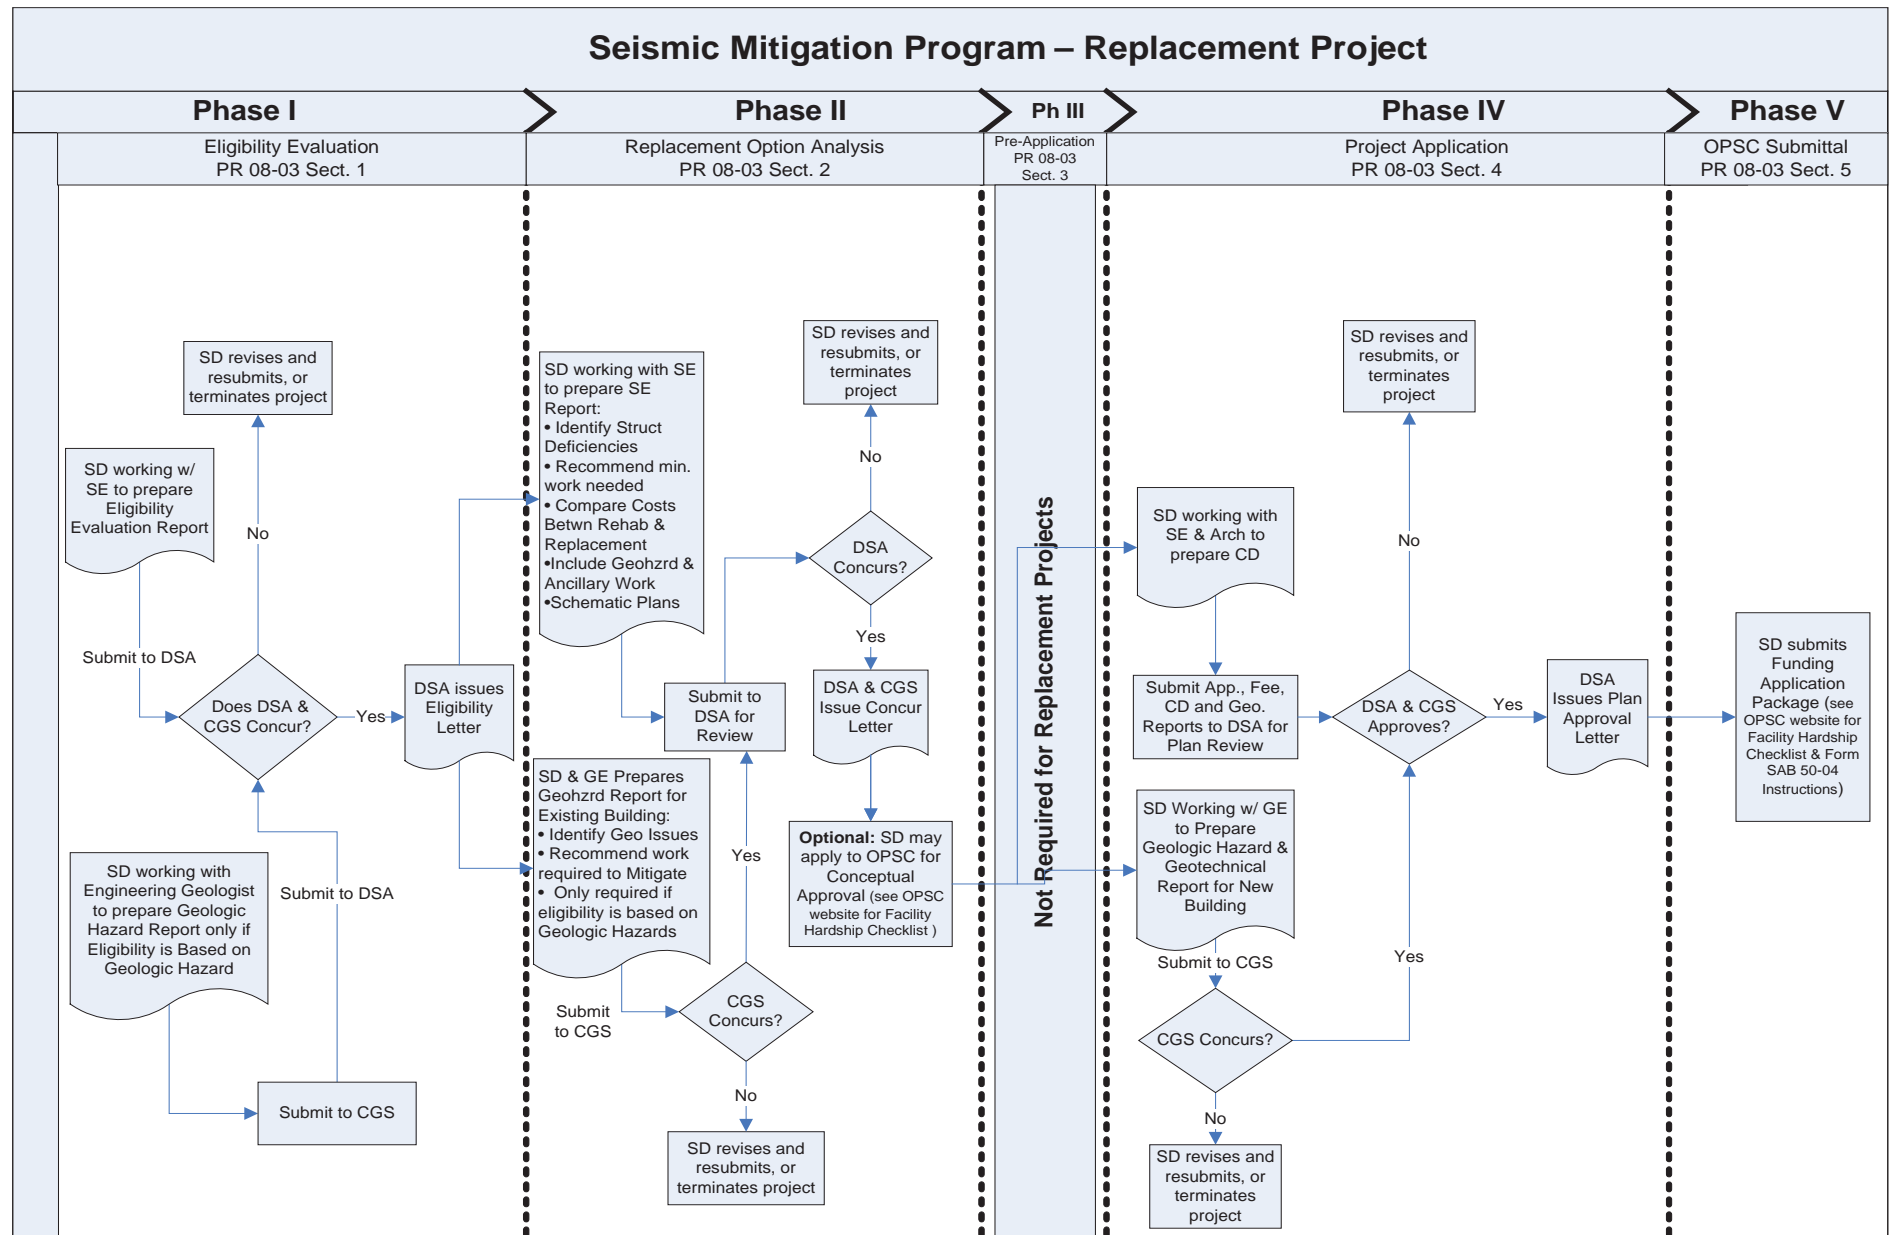 Seismic Mitigation Program – Replacement Project
Phase I
Phase II
Ph III
Phase IV
Phase V
Eligibility Evaluation
PR 08-03 Sect. 1
Replacement Option Analysis
PR 08-03 Sect. 2
Pre-Application
PR 08-03
Sect. 3
Project Application
PR 08-03 Sect. 4
OPSC Submittal
PR 08-03 Sect. 5
SD revises and
resubmits, or
terminates project
SD working w/
SE to prepare
Eligibility
Evaluation Report
No
Submit to DSA
Does DSA &
CGS Concur?
Yes
DSA issues
Eligibility
Letter
SD working with
Engineering Geologist
to prepare Geologic
Hazard Report only if
Eligibility is Based on
Geologic Hazard
Submit to DSA
Submit to CGS
SD working with SE
to prepare SE
Report:
• Identify Struct
Deficiencies
• Recommend min.
work needed
• Compare Costs
Betwn Rehab &
Replacement
•Include Geohzrd &
Ancillary Work
•Schematic Plans
SD revises and
resubmits, or
terminates
project
No
DSA
Concurs?
Yes
Submit to
DSA for
Review
DSA & CGS
Issue Concur
Letter
SD & GE Prepares
Geohzrd Report for
Existing Building:
• Identify Geo Issues
• Recommend work
required to Mitigate
• Only required if
eligibility is based on
Geologic Hazards
Yes
Optional: SD may
apply to OPSC for
Conceptual
Approval (see OPSC
website for Facility
Hardship Checklist )
Submit
to CGS
CGS
Concurs?
No
SD revises and
resubmits, or
terminates project
Not Required for Replacement Projects
SD revises and
resubmits, or
terminates
project
SD working with
SE & Arch to
prepare CD
No
Submit App., Fee,
CD and Geo.
Reports to DSA for
Plan Review
DSA & CGS
Approves?
Yes
DSA
Issues Plan
Approval
Letter
SD Working w/ GE
to Prepare
Geologic Hazard &
Geotechnical
Report for New
Building
Submit to CGS
Yes
CGS Concurs?
No
SD revises and
resubmits, or
terminates
project
SD submits
Funding
Application
Package (see
OPSC website for
Facility Hardship
Checklist & Form
SAB 50-04
Instructions)